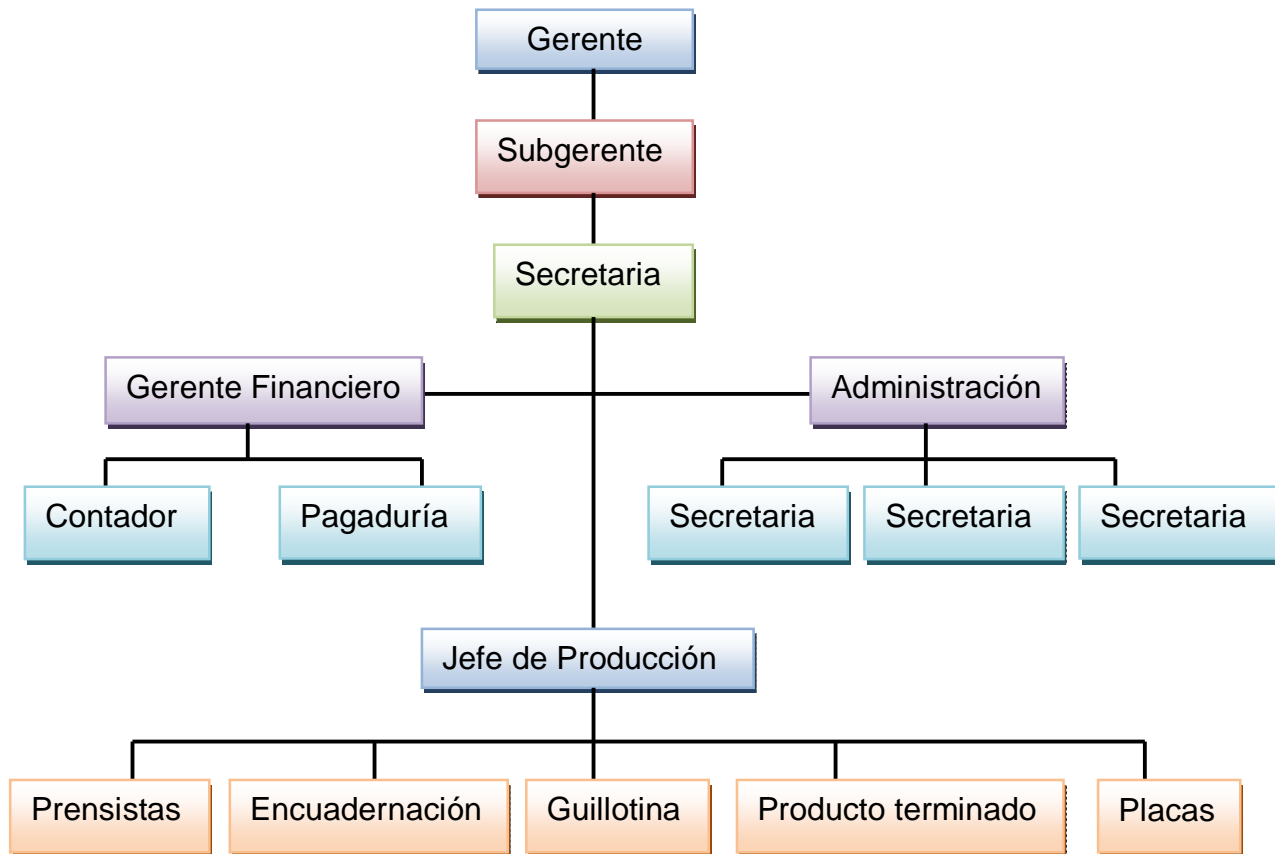 Gerente
Subgerente
Secretaria
Gerente Financiero
Administración
Contador
Pagaduría
Secretaria
Secretaria
Secretaria
Jefe de Producción
Prensistas
Encuadernación
Guillotina
Producto terminado
Placas